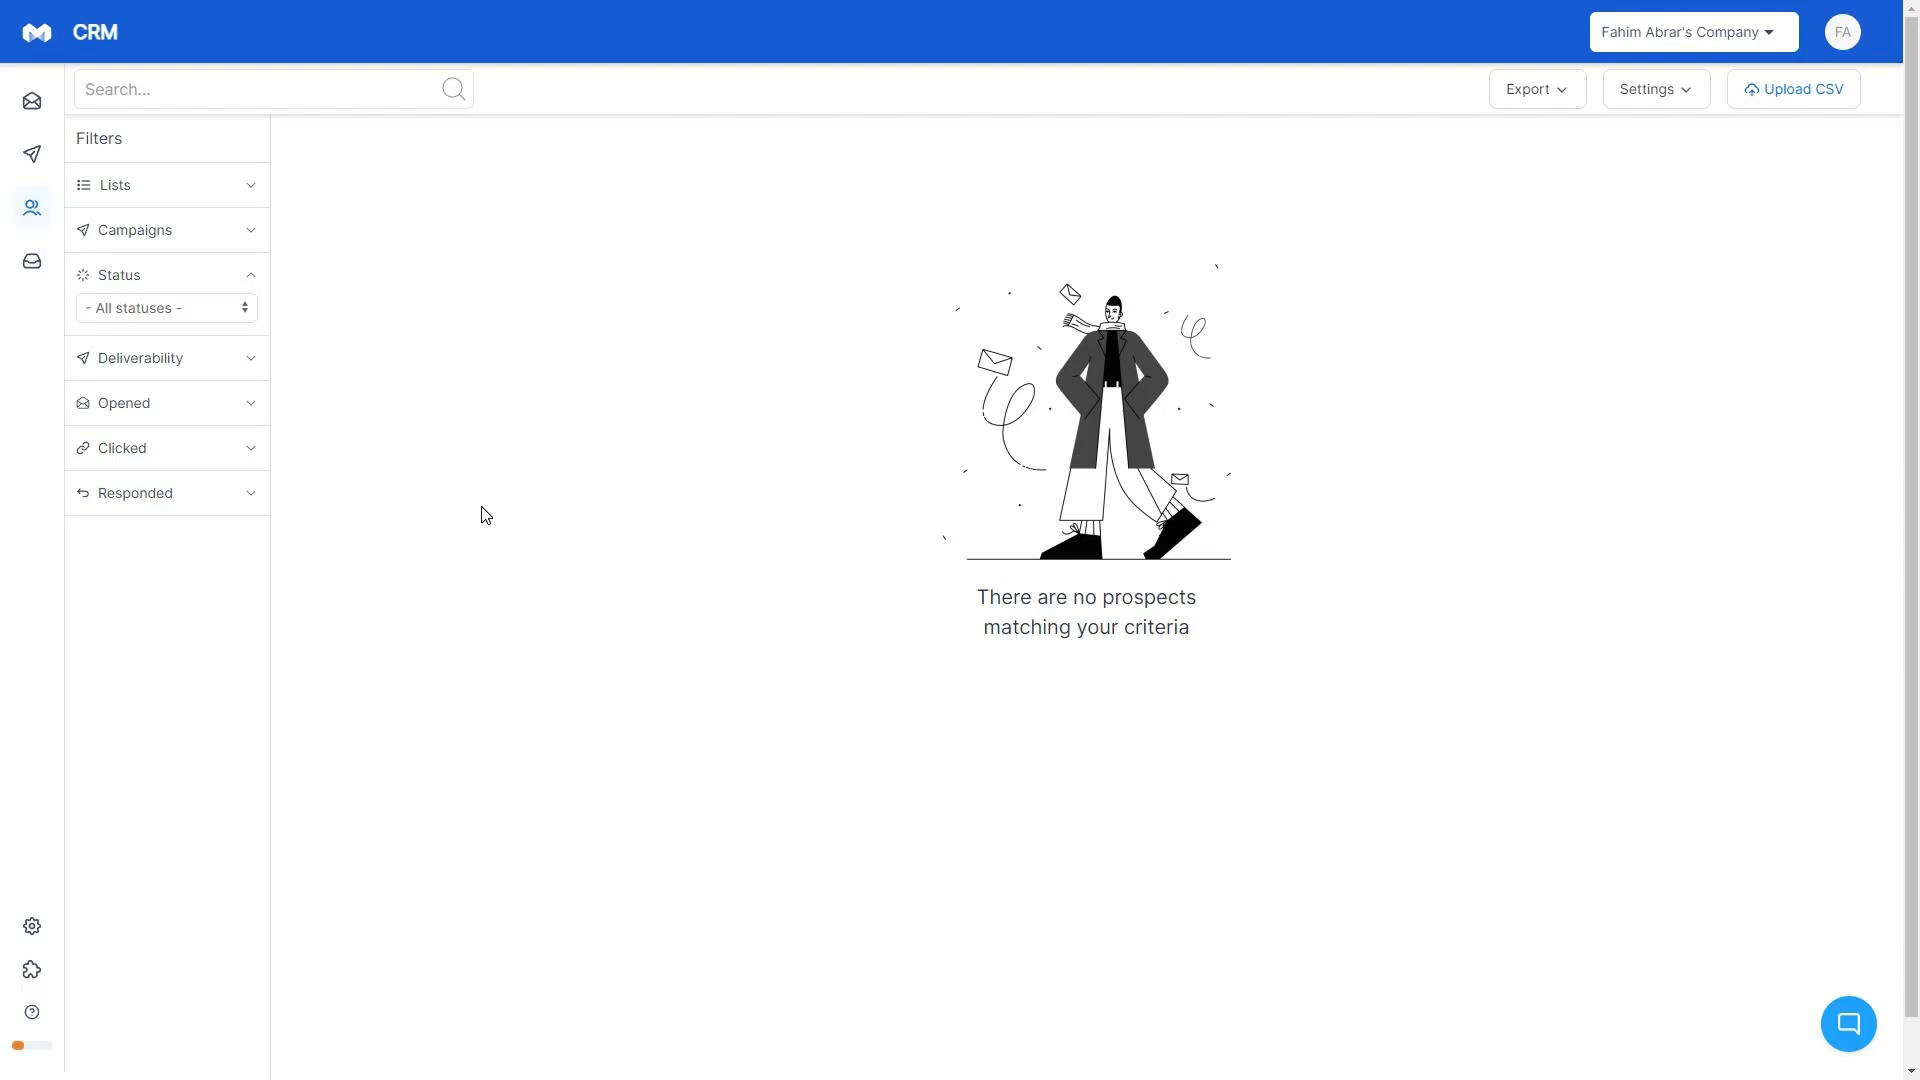 CRM
Fahim Abrar's Company
FA
Search...
Export
Settings
Upload CSV
Filters
Lists
Campaigns
Status
- All statuses -
Deliverability
Opened
Clicked
Responded
There are no prospects
matching your criteria